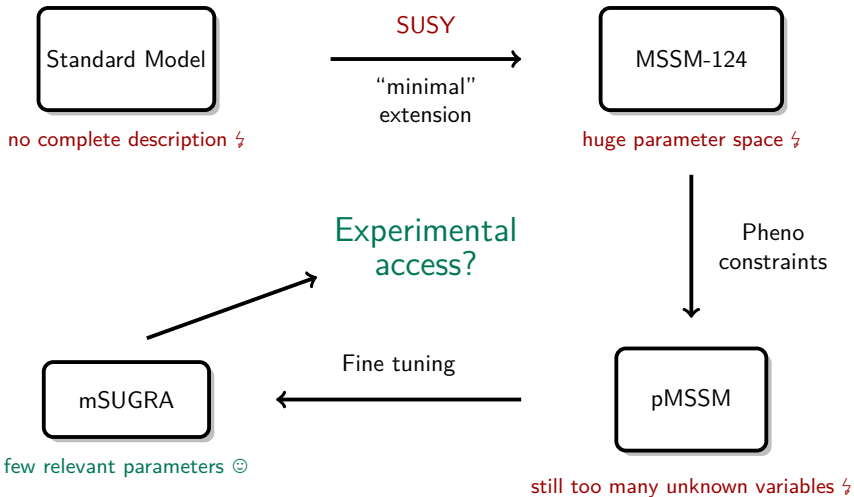 Standard Model
SUSY
“minimal”
extension
MSSM-124
no complete description ↯
huge parameter space ↯
Pheno
constraints
Experimental
access?
Fine tuning
mSUGRA
pMSSM
few relevant parameters ☺
still too many unknown variables ↯